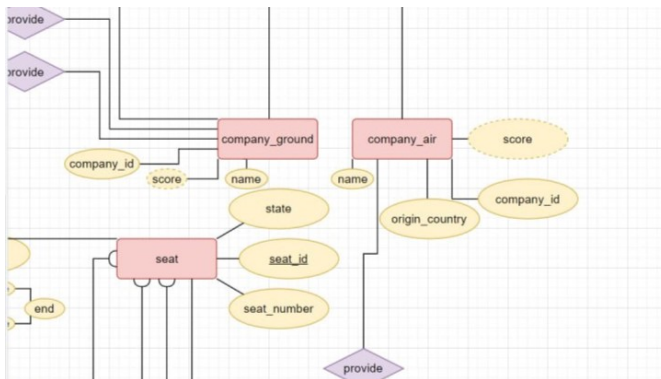 provide
provide
company_ground
company_air
score
company_id
score
name
name
company_id
origin_country
state
seat
seat_id
seat_number
end
provide